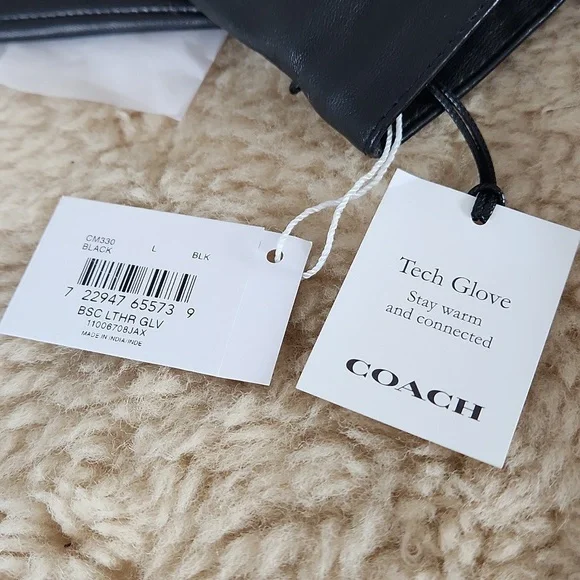 CM330
BLACK L BLK
7 22947 65573 9
BSC LTHR GLV
11006708JAX
MADE IN INDIA/INDE
Tech Glove
Stay warm
and connected
COACH